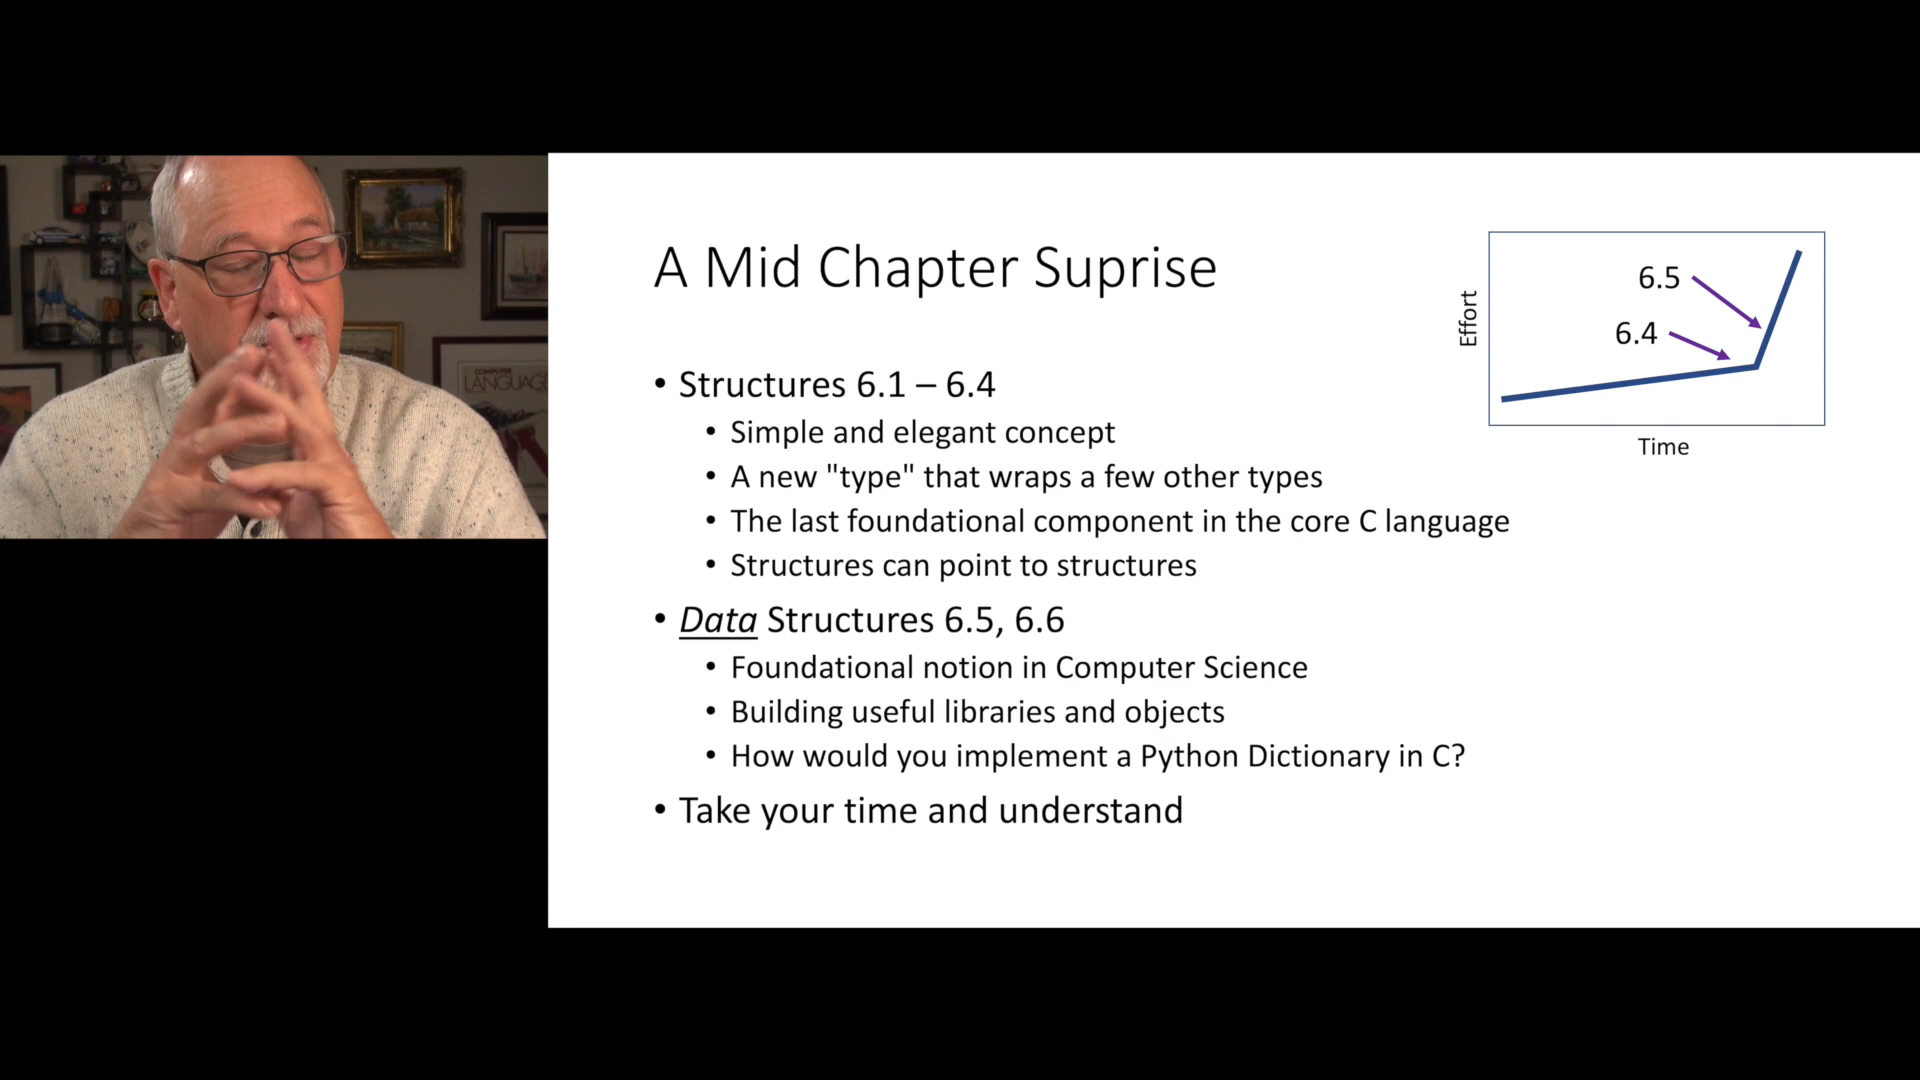 COMPUTER
LANGUAGE
A Mid Chapter Suprise
• Structures 6.1 – 6.4
• Simple and elegant concept
• A new "type" that wraps a few other types
• The last foundational component in the core C language
• Structures can point to structures
• Data Structures 6.5, 6.6
• Foundational notion in Computer Science
• Building useful libraries and objects
• How would you implement a Python Dictionary in C?
• Take your time and understand
Effort
6.5
6.4
Time